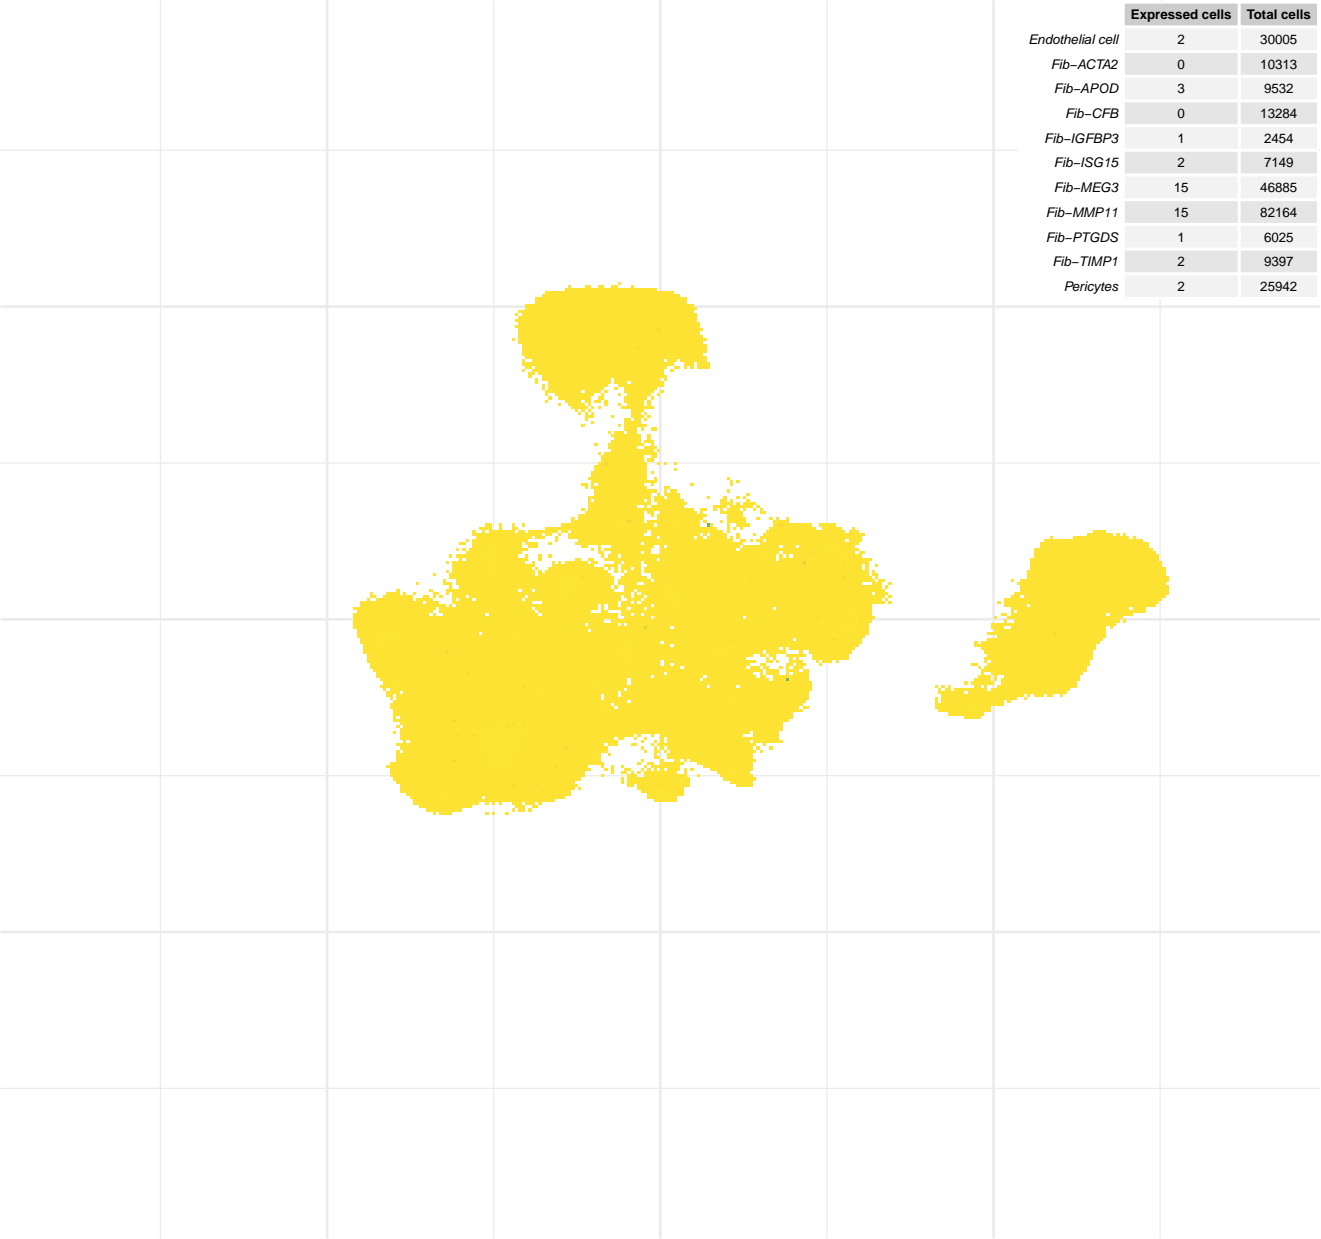 Expressed cells Total cells
Endothelial cell 2 30005
Fib−ACTA2 0 10313
Fib−APOD 3 9532
Fib−CFB 0 13284
Fib−IGFBP3 1 2454
Fib−ISG15 2 7149
Fib−MEG3 15 46885
Fib−MMP11 15 82164
Fib−PTGDS 1 6025
Fib−TIMP1 2 9397
Pericytes 2 25942